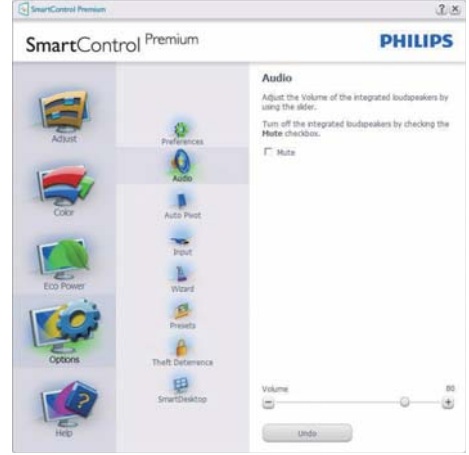 SmartControl Premium
SmartControl Premium
PHILIPS
Adjust
Color
Eco Power
Options
Help
Preferences
Audio
Auto Pivot
Input
Wizard
Presets
Theft Deterrence
SmartDesktop
Audio
Adjust the Volume of the integrated loudspeakers by
using the slider.
Turn off the integrated loudspeakers by checking the
Mute checkbox.
Mute
Volume 80
Undo